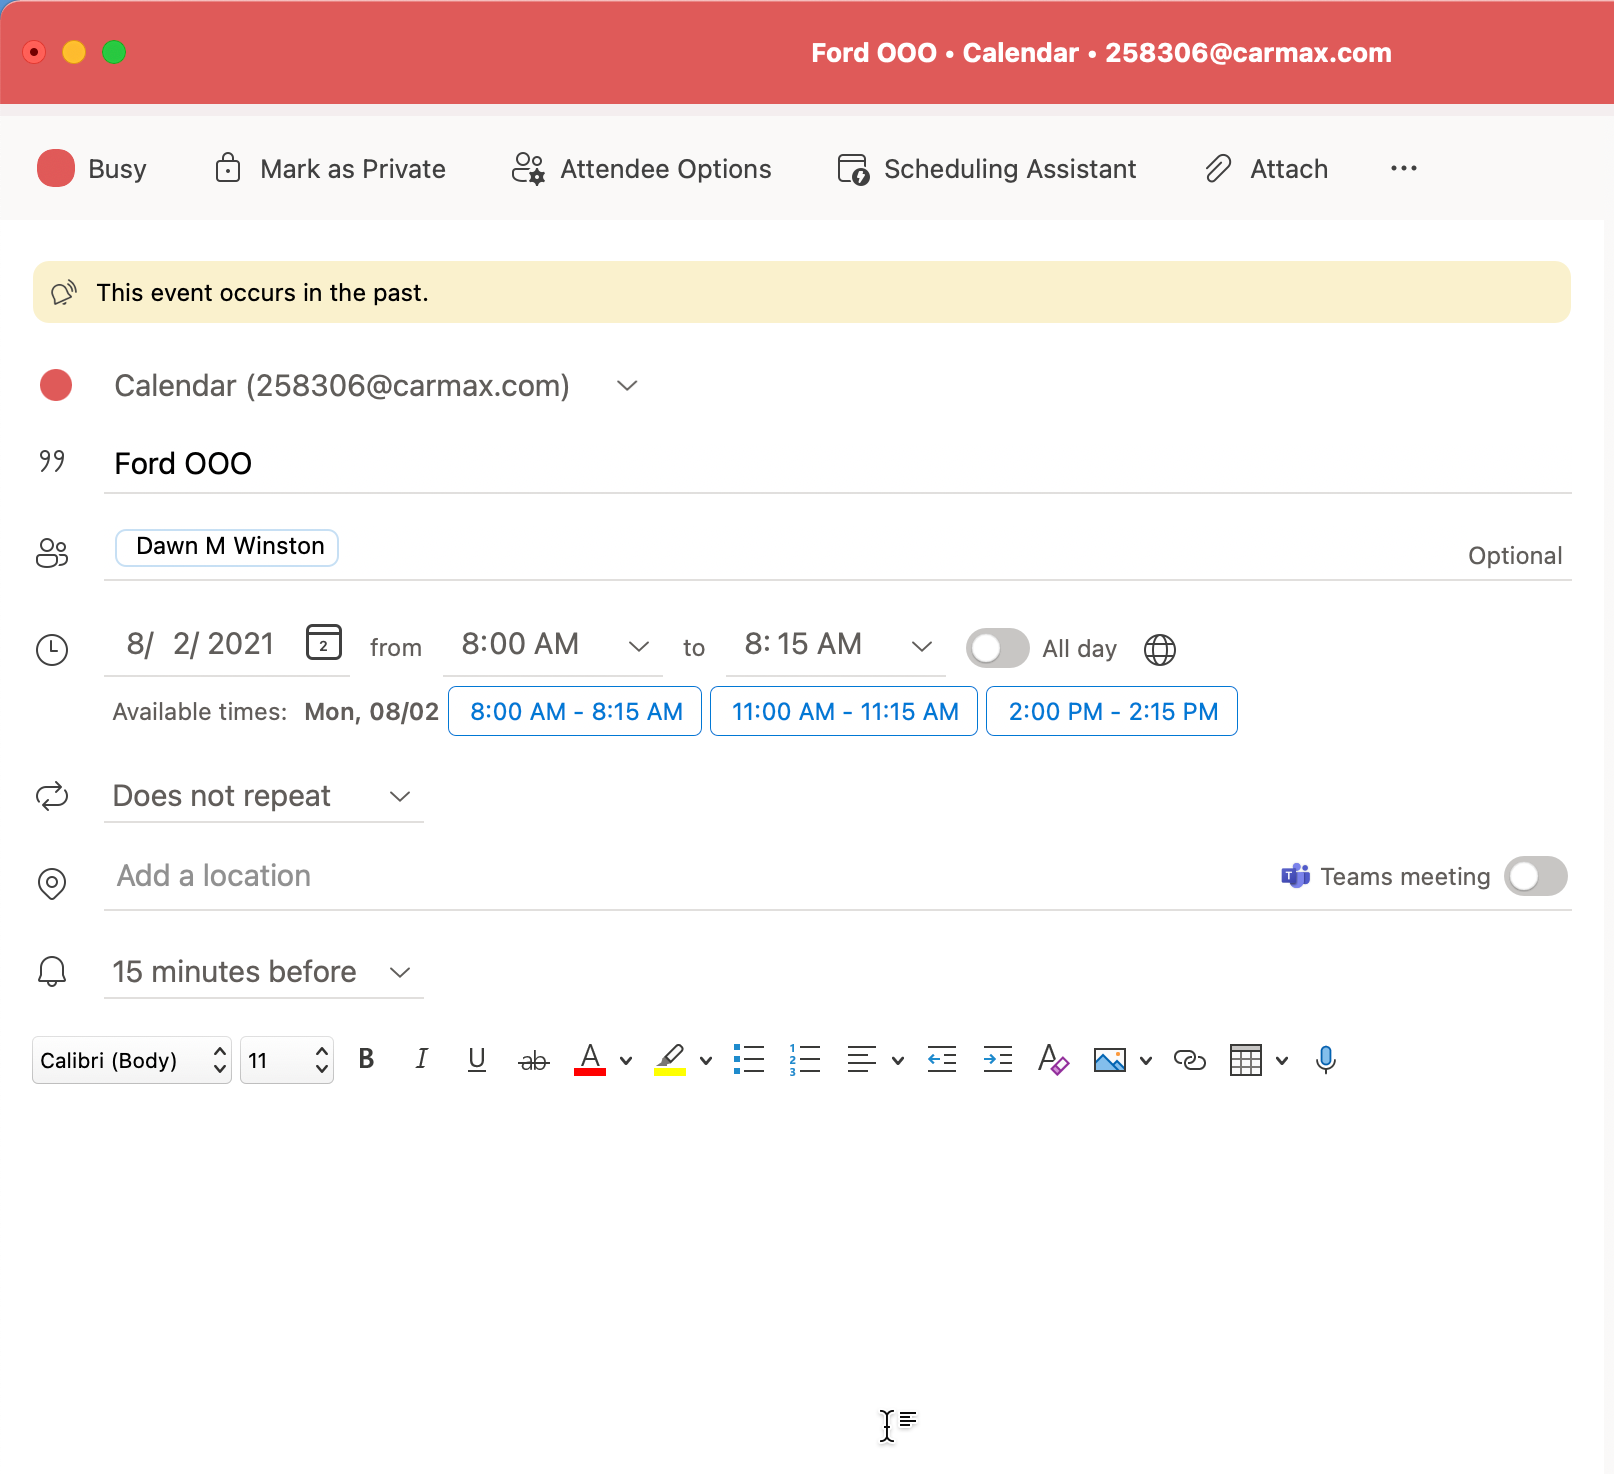 Ford OOO • Calendar • 258306@carmax.com
Busy Mark as Private Attendee Options Scheduling Assistant Attach ...
This event occurs in the past.
Calendar (258306@carmax.com)
Ford OOO
Dawn M Winston Optional
8/ 2/ 2021 2 from 8:00 AM to 8:15 AM All day
Available times: Mon, 08/02 8:00 AM - 8:15 AM 11:00 AM - 11:15 AM 2:00 PM - 2:15 PM
Does not repeat
Add a location T Teams meeting
15 minutes before
Calibri (Body) 11 B I U ab A 1 2 3 A